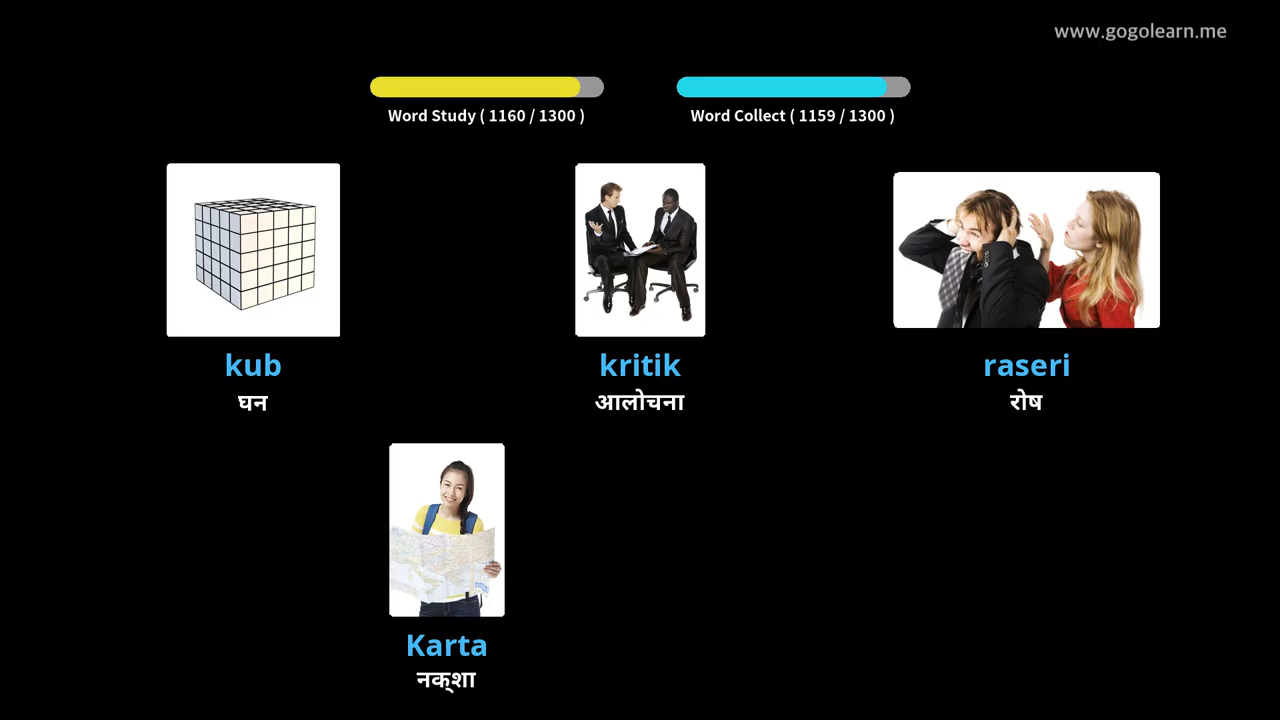 www.gogolearn.me
Word Study ( 1160 / 1300 )
Word Collect ( 1159 / 1300 )
kub
घन
kritik
आलोचना
raseri
रोष
Karta
नक्शा